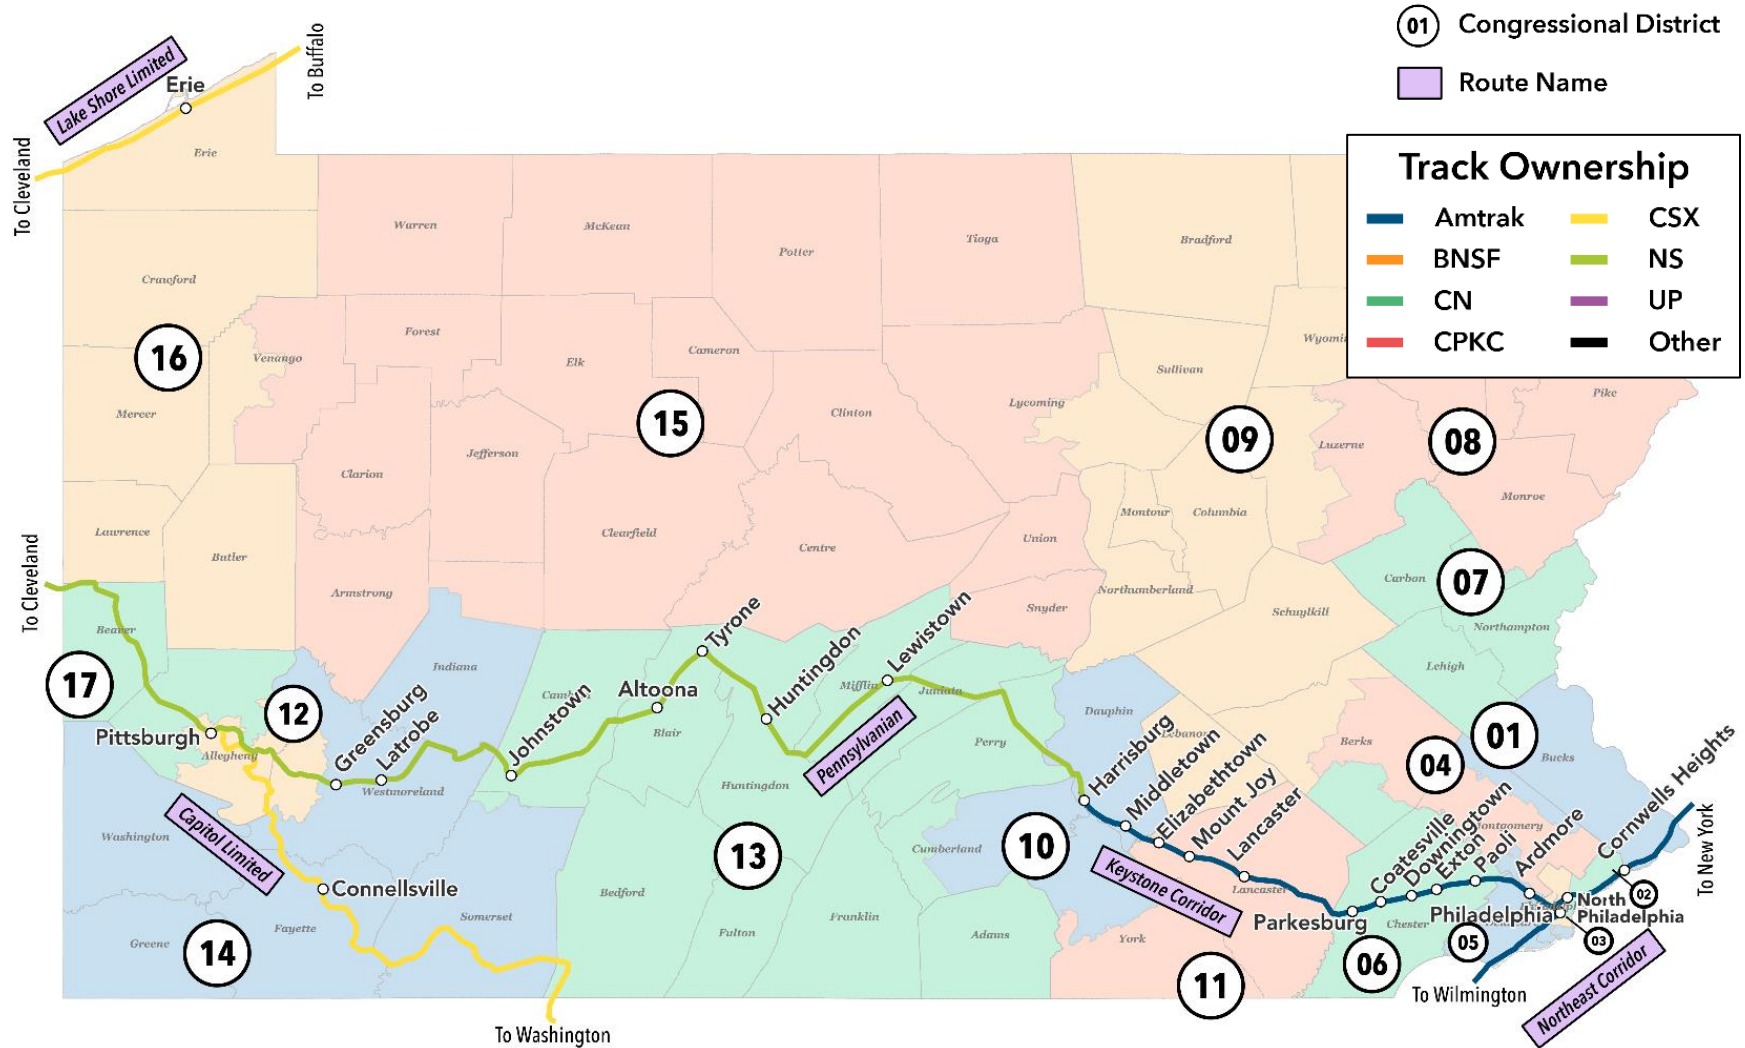 01 Congressional District
Route Name
Track Ownership
Amtrak
CSX
BNSF
NS
CN
UP
CPKC
Other
Lake Shore Limited
Erie
To Buffalo
To Cleveland
Erie
Warren
McKean
Potter
Tioga
Bradford
Crawford
16
Venango
Forest
Elk
Cameron
Wyomi
Sullivan
Mercer
15
Clinton
Lycoming
09
Luzerne
08
Pike
Clarion
Jefferson
Monroe
Lawrence
Butler
Clearfield
Centre
Union
Montour
Columbia
To Cleveland
Armstrong
Snyder
Northumberland
Schuylkill
Carbon
07
Northampton
Beaver
17
12
Indiana
Lehigh
Pittsburgh
Allegheny
Greensburg
Latrobe
Westmoreland
Johnstown
Altoona
Blair
Tyrone
Huntingdon
Huntingdon
Mifflin
Lewistown
Juniata
Pennsylvanian
Perry
Dauphin
Harrisburg
Lebanon
Middletown
Elizabethtown
Mount Joy
Lancaster
Berks
04
01
Bucks
Washington
Capitol Limited
13
Cumberland
10
Keystone Corridor
Lancaster
Parkesburg
Coatesville
Downingtown
Exton
Paoli
Ardmore
Cornwells Heights
To New York
Connellsville
Bedford
Somerset
Fayette
Greene
14
Fulton
Franklin
Adams
York
11
Chester
06
05
Philadelphia
North
Philadelphia
02
03
To Wilmington
Northeast Corridor
To Washington